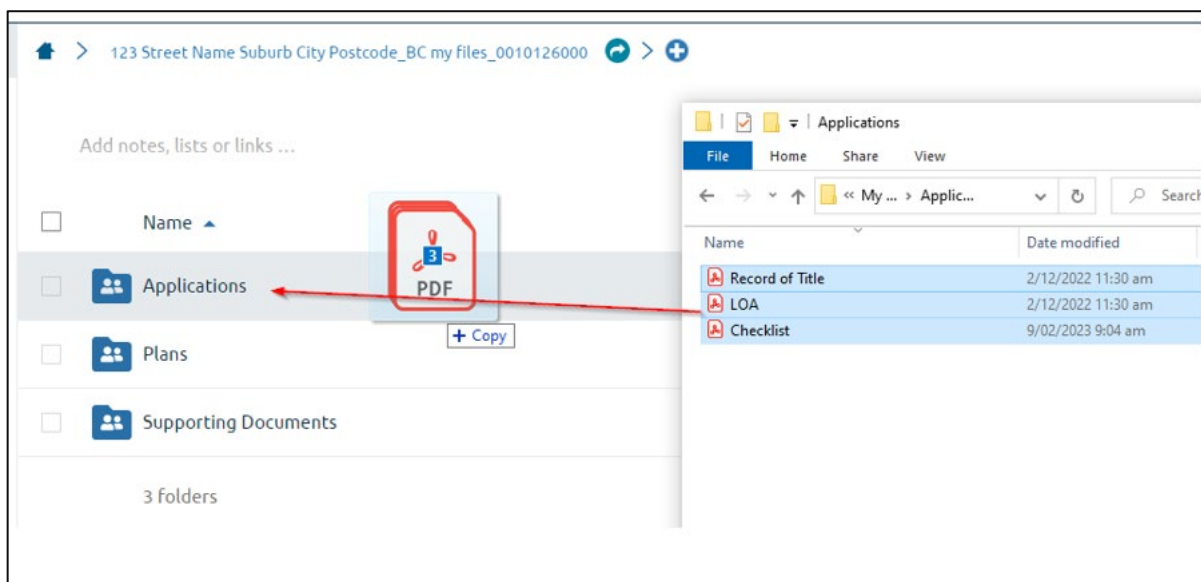 123 Street Name Suburb City Postcode_BC my files_0010126000
Add notes, lists or links ...
Name
Applications
Plans
Supporting Documents
3 folders
3
PDF
+ Copy
Applications
File Home Share View
« My ... › Applic...
Search
Name Date modified
Record of Title 2/12/2022 11:30 am
LOA 2/12/2022 11:30 am
Checklist 9/02/2023 9:04 am